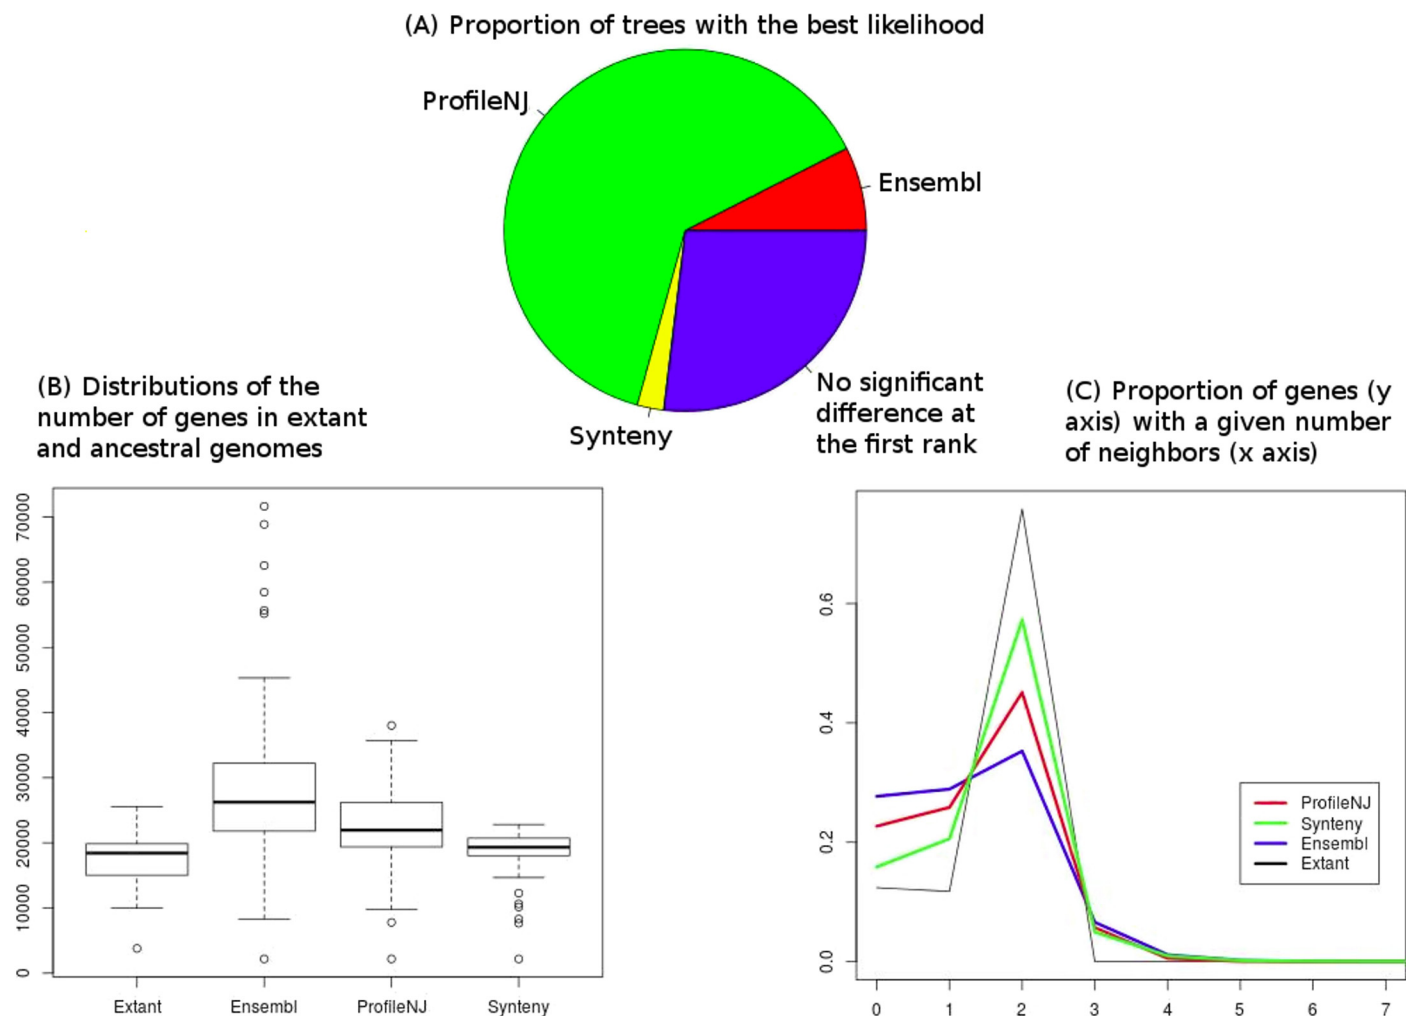 (A) Proportion of trees with the best likelihood
ProfileNJ
Ensembl
Synteny
No significant
difference at
the first rank
(B) Distributions of the
number of genes in extant
and ancestral genomes
0
10000
20000
30000
40000
50000
60000
70000
Extant
Ensembl
ProfileNJ
Synteny
(C) Proportion of genes (y
axis) with a given number
of neighbors (x axis)
0.0
0.2
0.4
0.6
ProfileNJ
Synteny
Ensembl
Extant
0
1
2
3
4
5
6
7